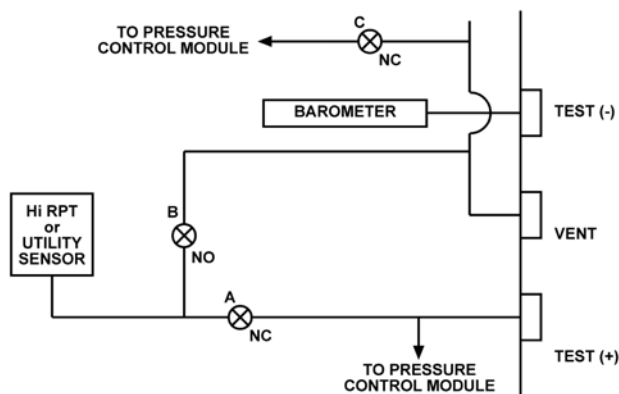 C
TO PRESSURE
CONTROL MODULE
NC
BAROMETER
TEST (-)
Hi RPT
or
UTILITY
SENSOR
B
NO
VENT
A
NC
TEST (+)
TO PRESSURE
CONTROL MODULE